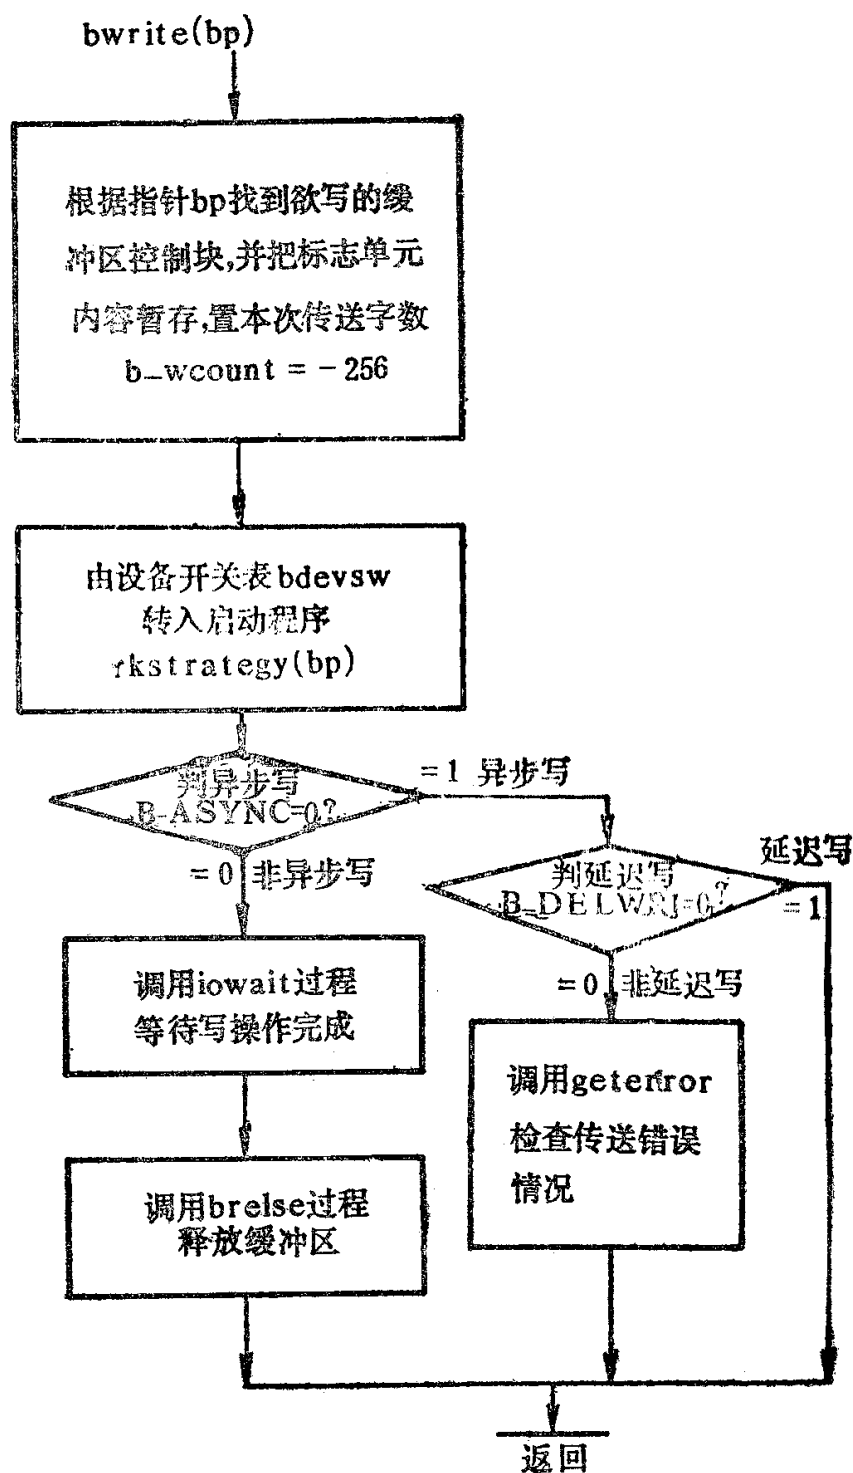 bwrite(bp)
根据指针bp找到欲写的缓
冲区控制块,并把标志单元
内容暂存,置本次传送字数
b_wcount = -256
由设备开关表bdevsw
转入启动程序
rkstrategy(bp)
判异步写
B-ASYNC=0?
=1 异步写
=0 非异步写
判延迟写
B_DELWRI=0?
延迟写
=1
=0 非延迟写
调用iowait过程
等待写操作完成
调用geterror
检查传送错误
情况
调用brelse过程
释放缓冲区
返回